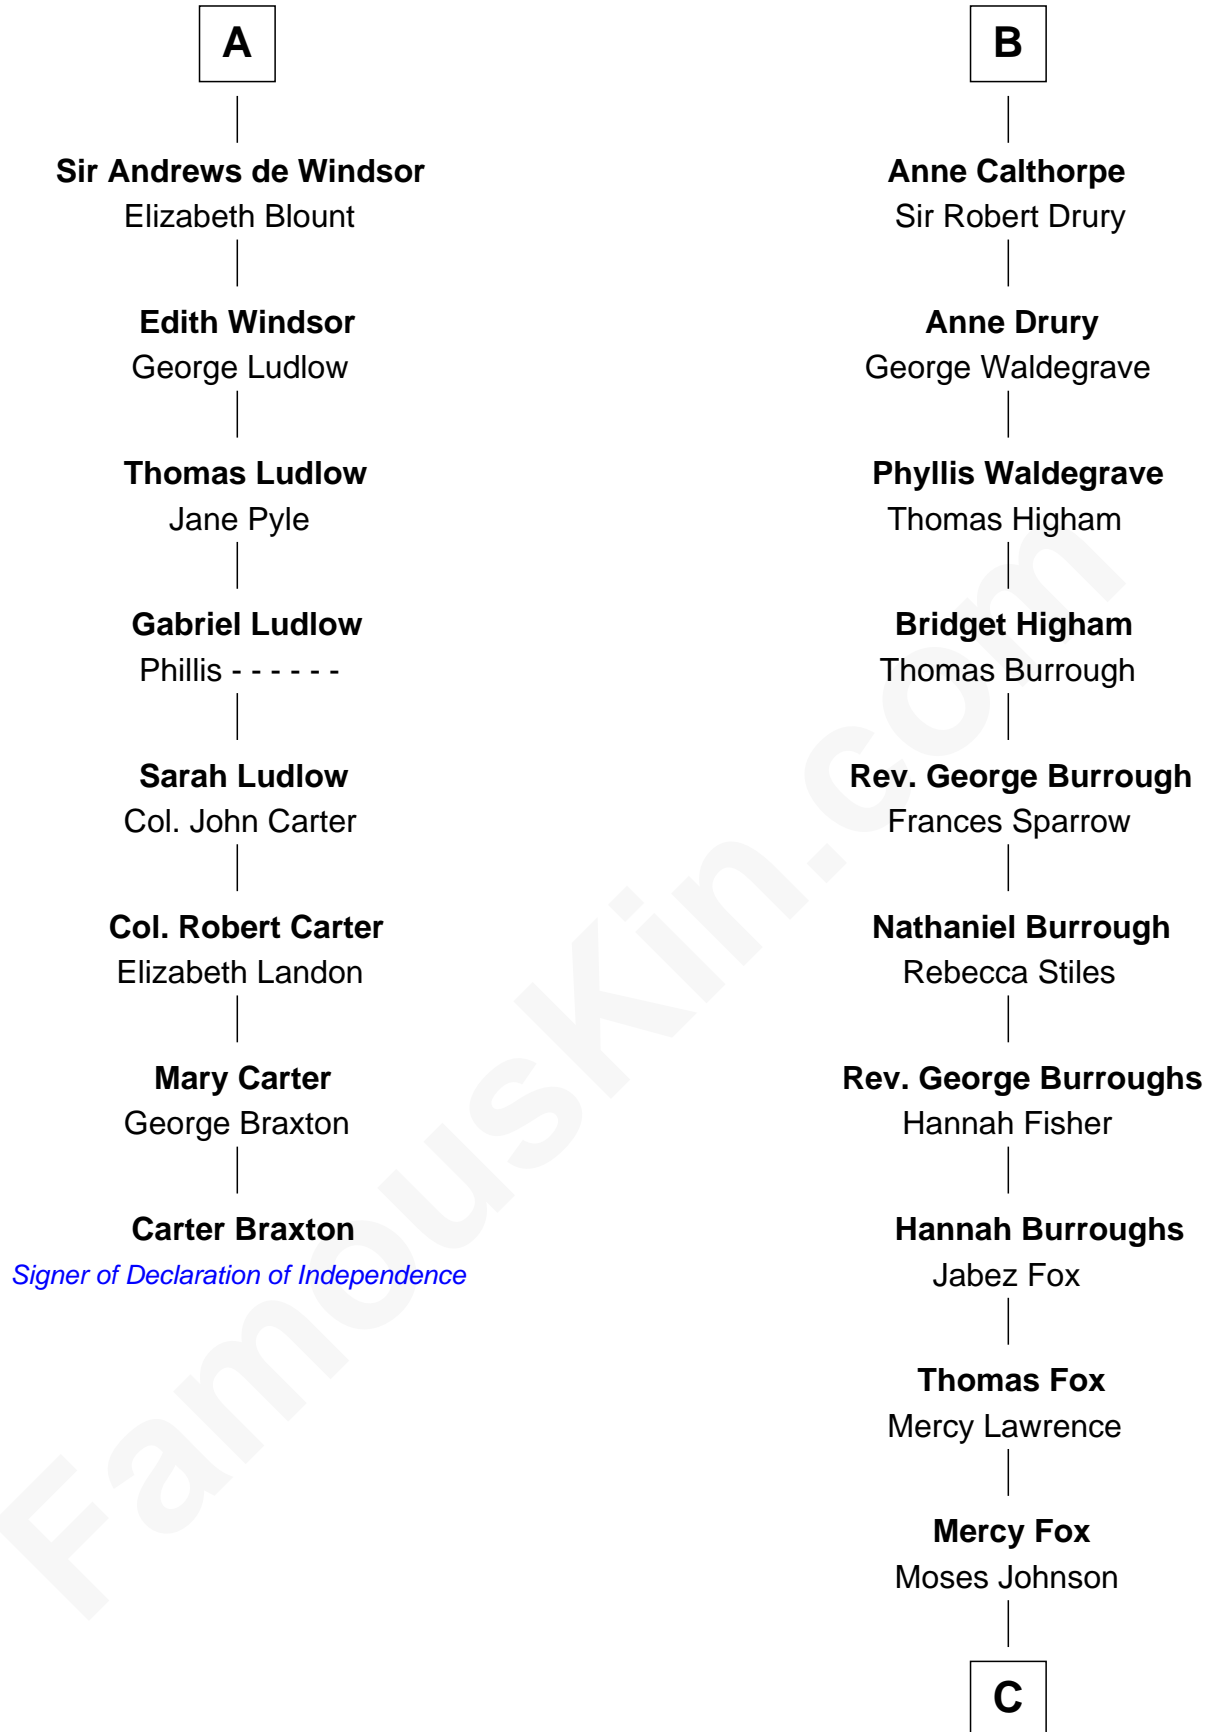 A
Sir Andrews de Windsor
Elizabeth Blount
Edith Windsor
George Ludlow
Thomas Ludlow
Jane Pyle
Gabriel Ludlow
Phillis - - - - - -
Sarah Ludlow
Col. John Carter
Col. Robert Carter
Elizabeth Landon
Mary Carter
George Braxton
Carter Braxton
Signer of Declaration of Independence
B
Anne Calthorpe
Sir Robert Drury
Anne Drury
George Waldegrave
Phyllis Waldegrave
Thomas Higham
Bridget Higham
Thomas Burrough
Rev. George Burrough
Frances Sparrow
Nathaniel Burrough
Rebecca Stiles
Rev. George Burroughs
Hannah Fisher
Hannah Burroughs
Jabez Fox
Thomas Fox
Mercy Lawrence
Mercy Fox
Moses Johnson
C
FamousKin.com